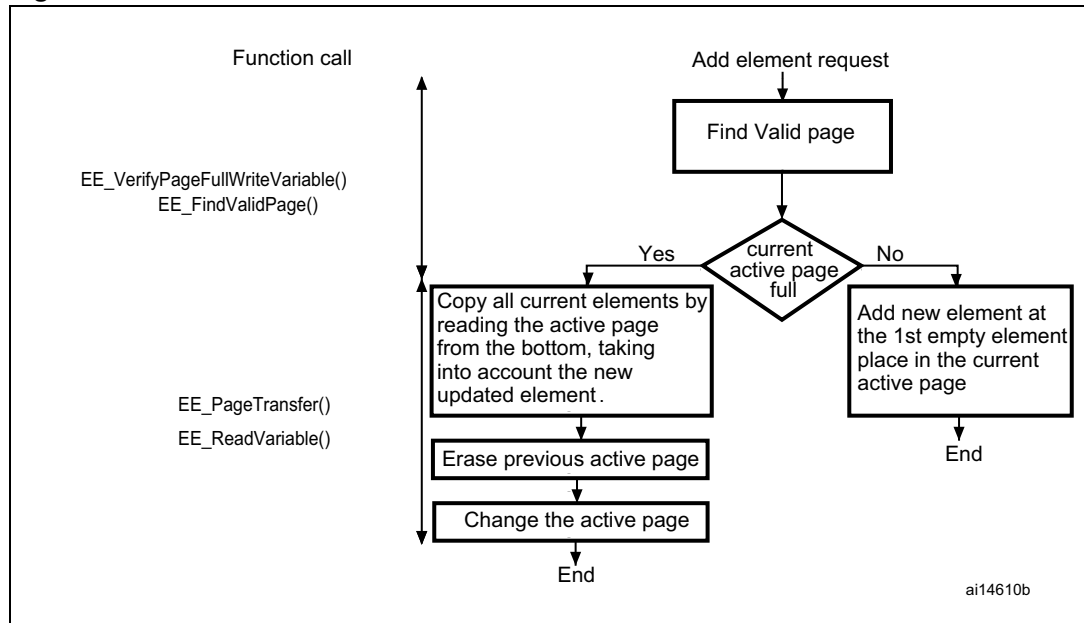 Function call
Add element request
Find Valid page
EE_VerifyPageFullWriteVariable()
EE_FindValidPage()
Yes
current
active page
full
No
Copy all current elements by
reading the active page
from the bottom, taking
into account the new
updated element.
Add new element at
the 1st empty element
place in the current
active page
EE_PageTransfer()
EE_ReadVariable()
End
Erase previous active page
Change the active page
End
ai14610b